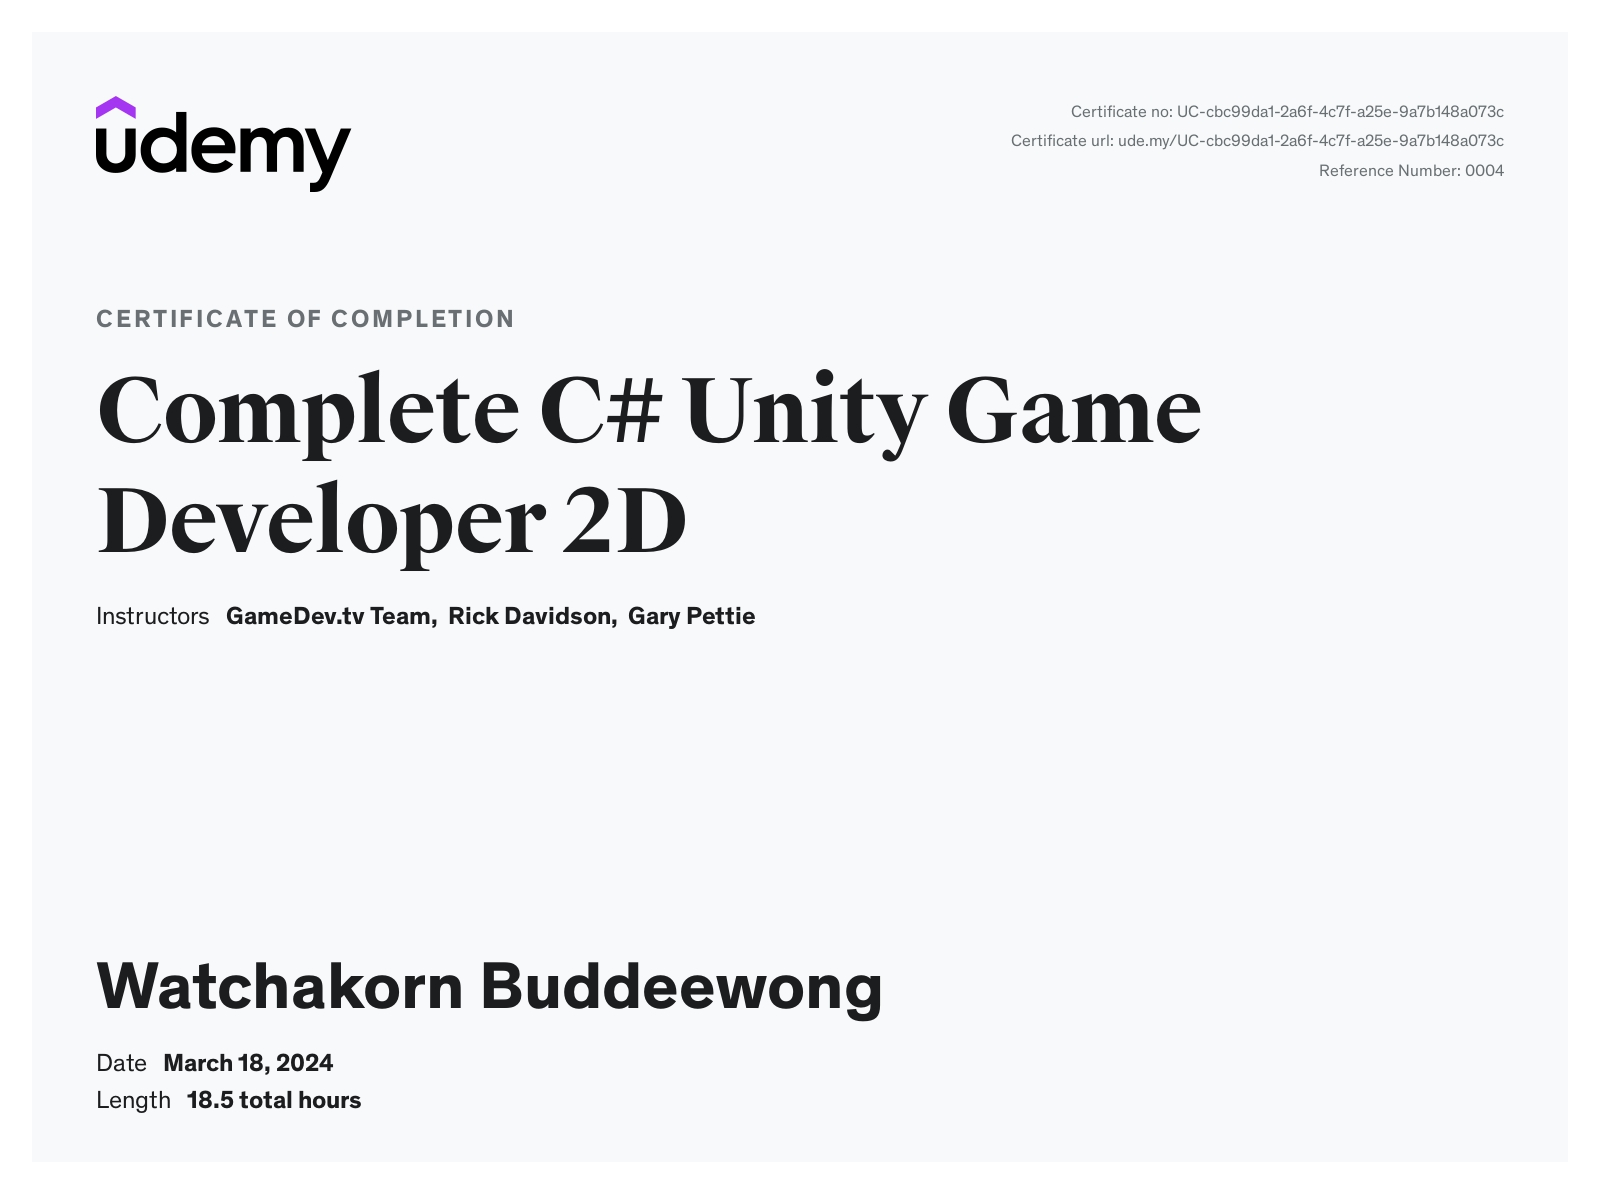 udemy
Certificate no: UC-cbc99da1-2a6f-4c7f-a25e-9a7b148a073c
Certificate url: ude.my/UC-cbc99da1-2a6f-4c7f-a25e-9a7b148a073c
Reference Number: 0004
CERTIFICATE OF COMPLETION
Complete C# Unity Game
Developer 2D
Instructors GameDev.tv Team, Rick Davidson, Gary Pettie
Watchakorn Buddeewong
Date March 18, 2024
Length 18.5 total hours